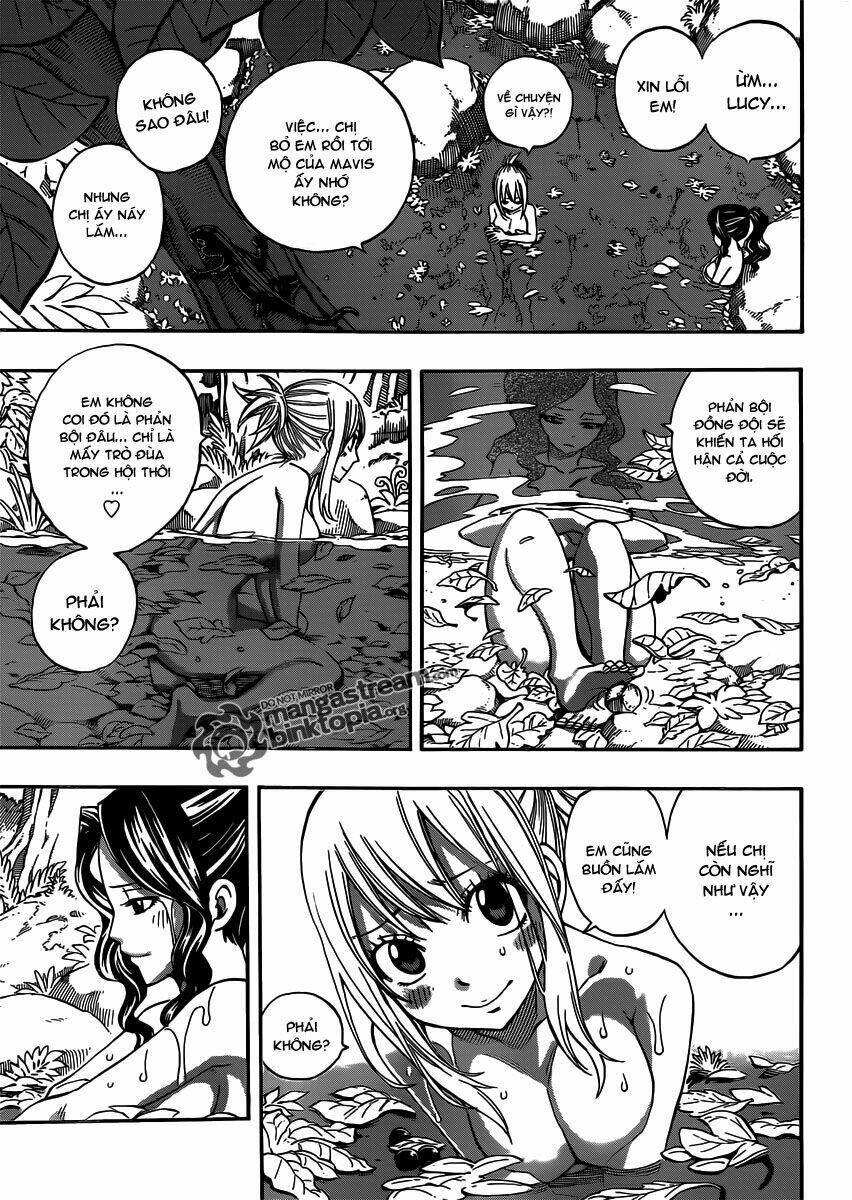 ỪM...
LUCY...
XIN LỖI
EM!
VỀ CHUYỆN
GÌ VẬY?!
VIỆC... CHỊ
BỎ EM RỒI TỚI
MỘ CỦA MAVIS
ẤY NHỚ
KHÔNG?
KHÔNG
SAO ĐÂU!
NHƯNG
CHỊ ÁY NÁY
LẮM...
PHẢN BỘI
ĐỒNG ĐỘI SẼ
KHIẾN TA HỐI
HẬN CẢ CUỘC
ĐỜI.
EM KHÔNG
COI ĐÓ LÀ PHẢN
BỘI ĐÂU... CHỈ LÀ
MẤY TRÒ ĐÙA
TRONG HỘI THÔI
...
♡
PHẢI
KHÔNG?
DO NOT MIRROR
mangastream.com
binktopia.org
NẾU CHỊ
CÒN NGHĨ
NHƯ VẬY
...
EM CŨNG
BUỒN LẮM
ĐẤY!
PHẢI
KHÔNG?